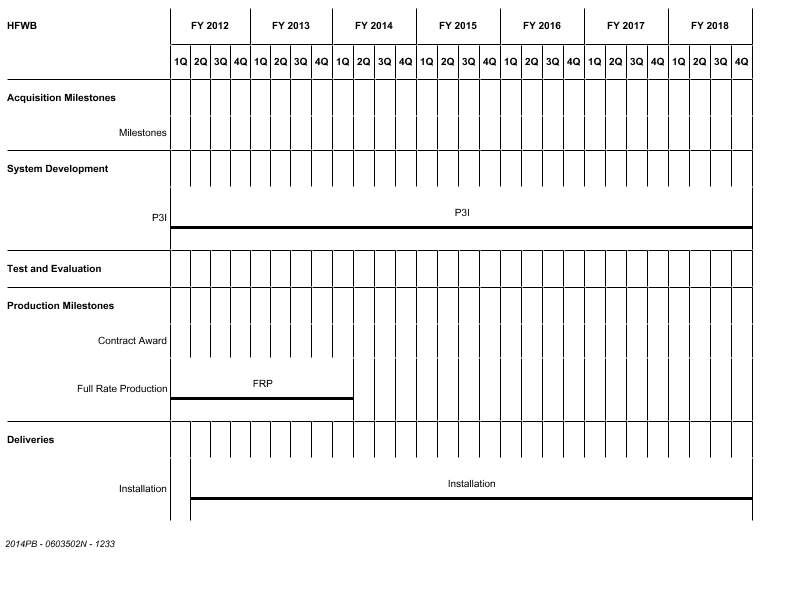 HFWB FY 2012 FY 2013 FY 2014 FY 2015 FY 2016 FY 2017 FY 2018
1Q 2Q 3Q 4Q 1Q 2Q 3Q 4Q 1Q 2Q 3Q 4Q 1Q 2Q 3Q 4Q 1Q 2Q 3Q 4Q 1Q 2Q 3Q 4Q 1Q 2Q 3Q 4Q
Acquisition Milestones
Milestones
System Development
P3I P3I
Test and Evaluation
Production Milestones
Contract Award
Full Rate Production FRP
Deliveries
Installation Installation
2014PB - 0603502N - 1233